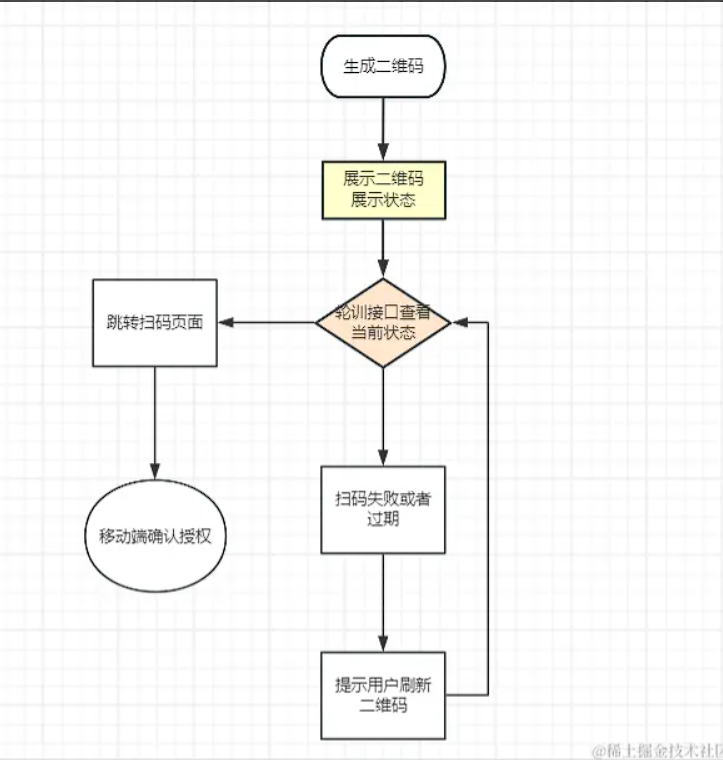 生成二维码
展示二维码
展示状态
轮训接口查看
当前状态
跳转扫码页面
扫码失败或者
过期
移动端确认授权
提示用户刷新
二维码
@稀土掘金技术社区